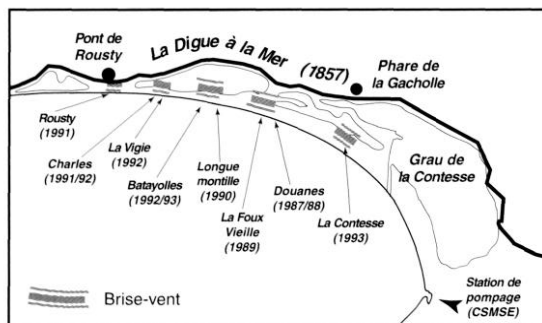 Pont de
Rousty
La Digue à la Mer (1857)
Phare de
la Gacholle
Rousty
(1991)
Charles
(1991/92)
La Vigie
(1992)
Batayolles
(1992/93)
Longue
montille
(1990)
La Foux
Vieille
(1989)
Douanes
(1987/88)
La Contesse
(1993)
Grau de
la Contesse
Station de
pompage
(CSMSE)
Brise-vent